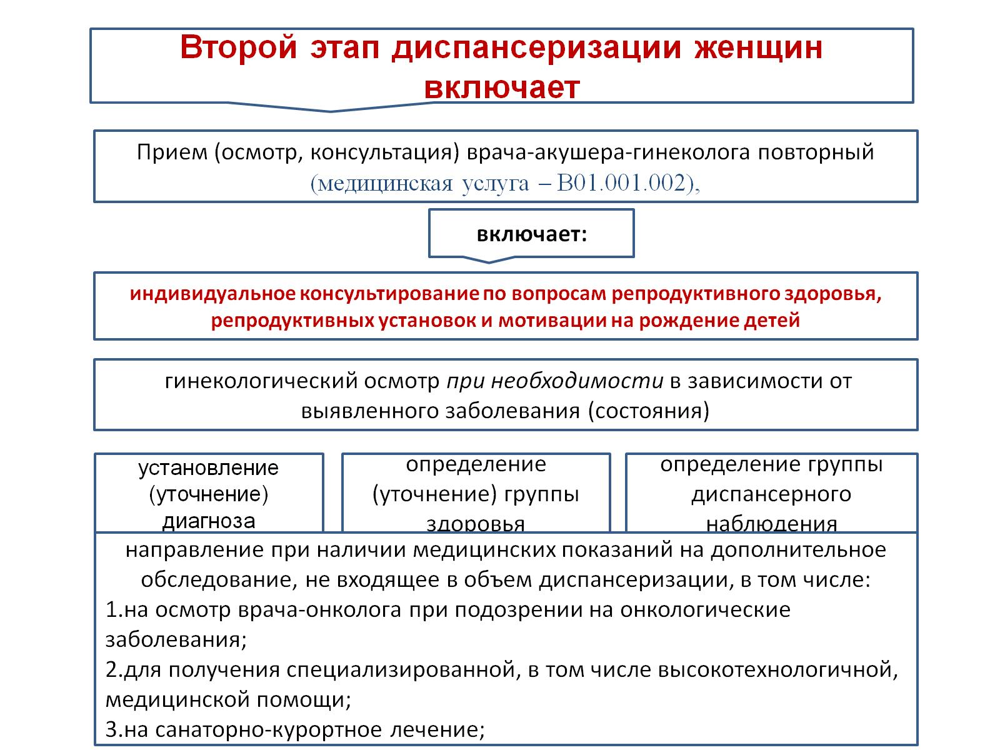 Второй этап диспансеризации женщин
включает
Прием (осмотр, консультация) врача-акушера-гинеколога повторный
(медицинская услуга – В01.001.002),
включает:
индивидуальное консультирование по вопросам репродуктивного здоровья,
репродуктивных установок и мотивации на рождение детей
гинекологический осмотр при необходимости в зависимости от
выявленного заболевания (состояния)
установление
(уточнение)
диагноза
определение
(уточнение) группы
здоровья
определение группы
диспансерного
наблюдения
направление при наличии медицинских показаний на дополнительное
обследование, не входящее в объем диспансеризации, в том числе:
1.на осмотр врача-онколога при подозрении на онкологические
заболевания;
2.для получения специализированной, в том числе высокотехнологичной,
медицинской помощи;
3.на санаторно-курортное лечение;